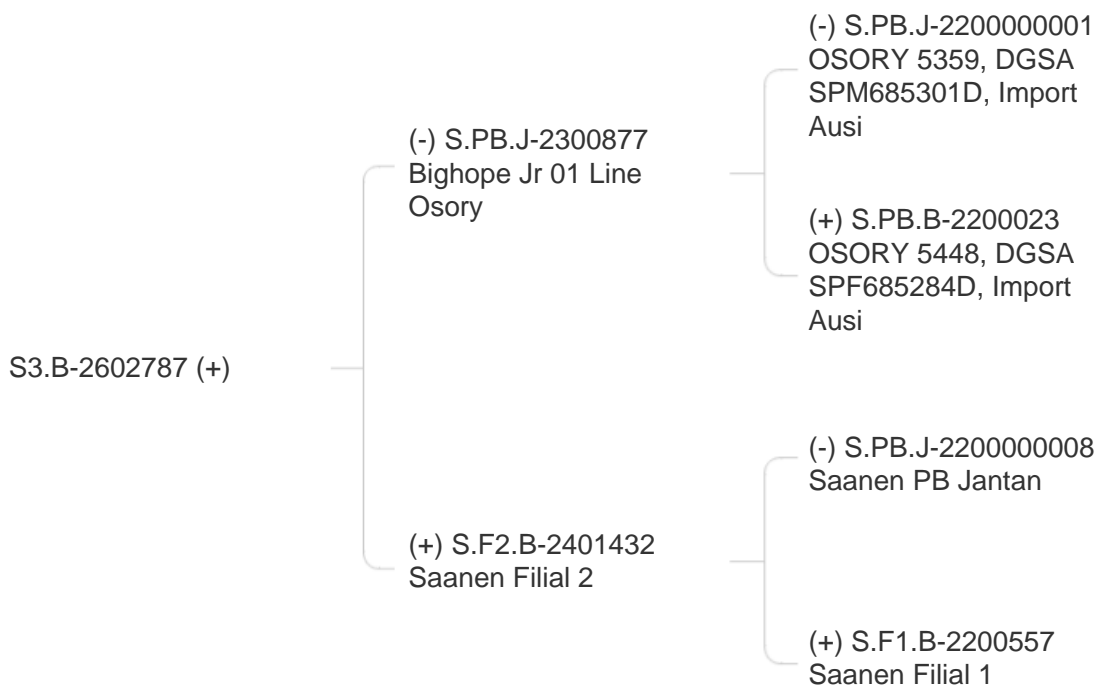 S3.B-2602787 (+)
(-) S.PB.J-2300877
Bighope Jr 01 Line
Osory
(+) S.F2.B-2401432
Saanen Filial 2
(-) S.PB.J-2200000001
OSORY 5359, DGSA
SPM685301D, Import
Ausi
(+) S.PB.B-2200023
OSORY 5448, DGSA
SPF685284D, Import
Ausi
(-) S.PB.J-2200000008
Saanen PB Jantan
(+) S.F1.B-2200557
Saanen Filial 1